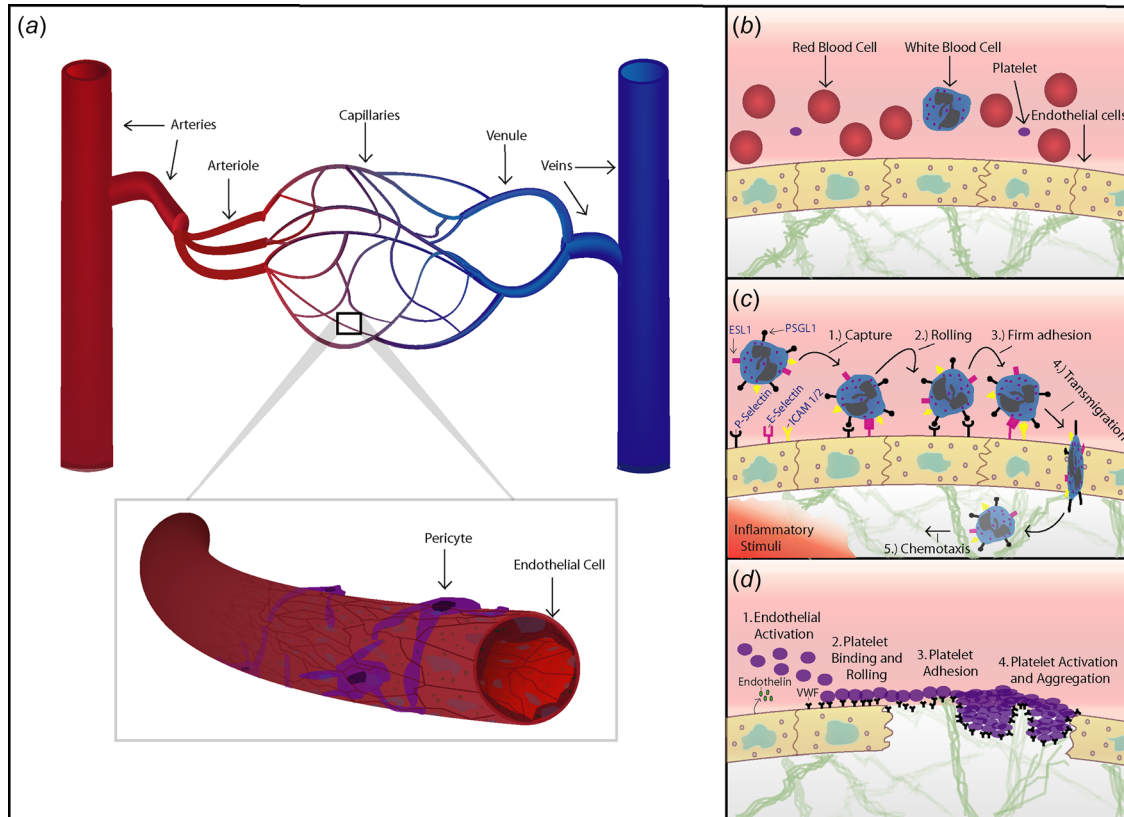 (a)
Arteries
Arteriole
Capillaries
Venule
Veins
Pericyte
Endothelial Cell
(b)
Red Blood Cell
White Blood Cell
Platelet
Endothelial cells
(c)
ESL1
PSGL1
1.) Capture
2.) Rolling
3.) Firm adhesion
4.) Transmigration
P-Selectin
E-Selectin
ICAM 1/2
Inflammatory
Stimuli
5.) Chemotaxis
(d)
1. Endothelial
Activation
2. Platelet
Binding and
Rolling
3. Platelet
Adhesion
4. Platelet Activation
and Aggregation
Endothelin
VWF